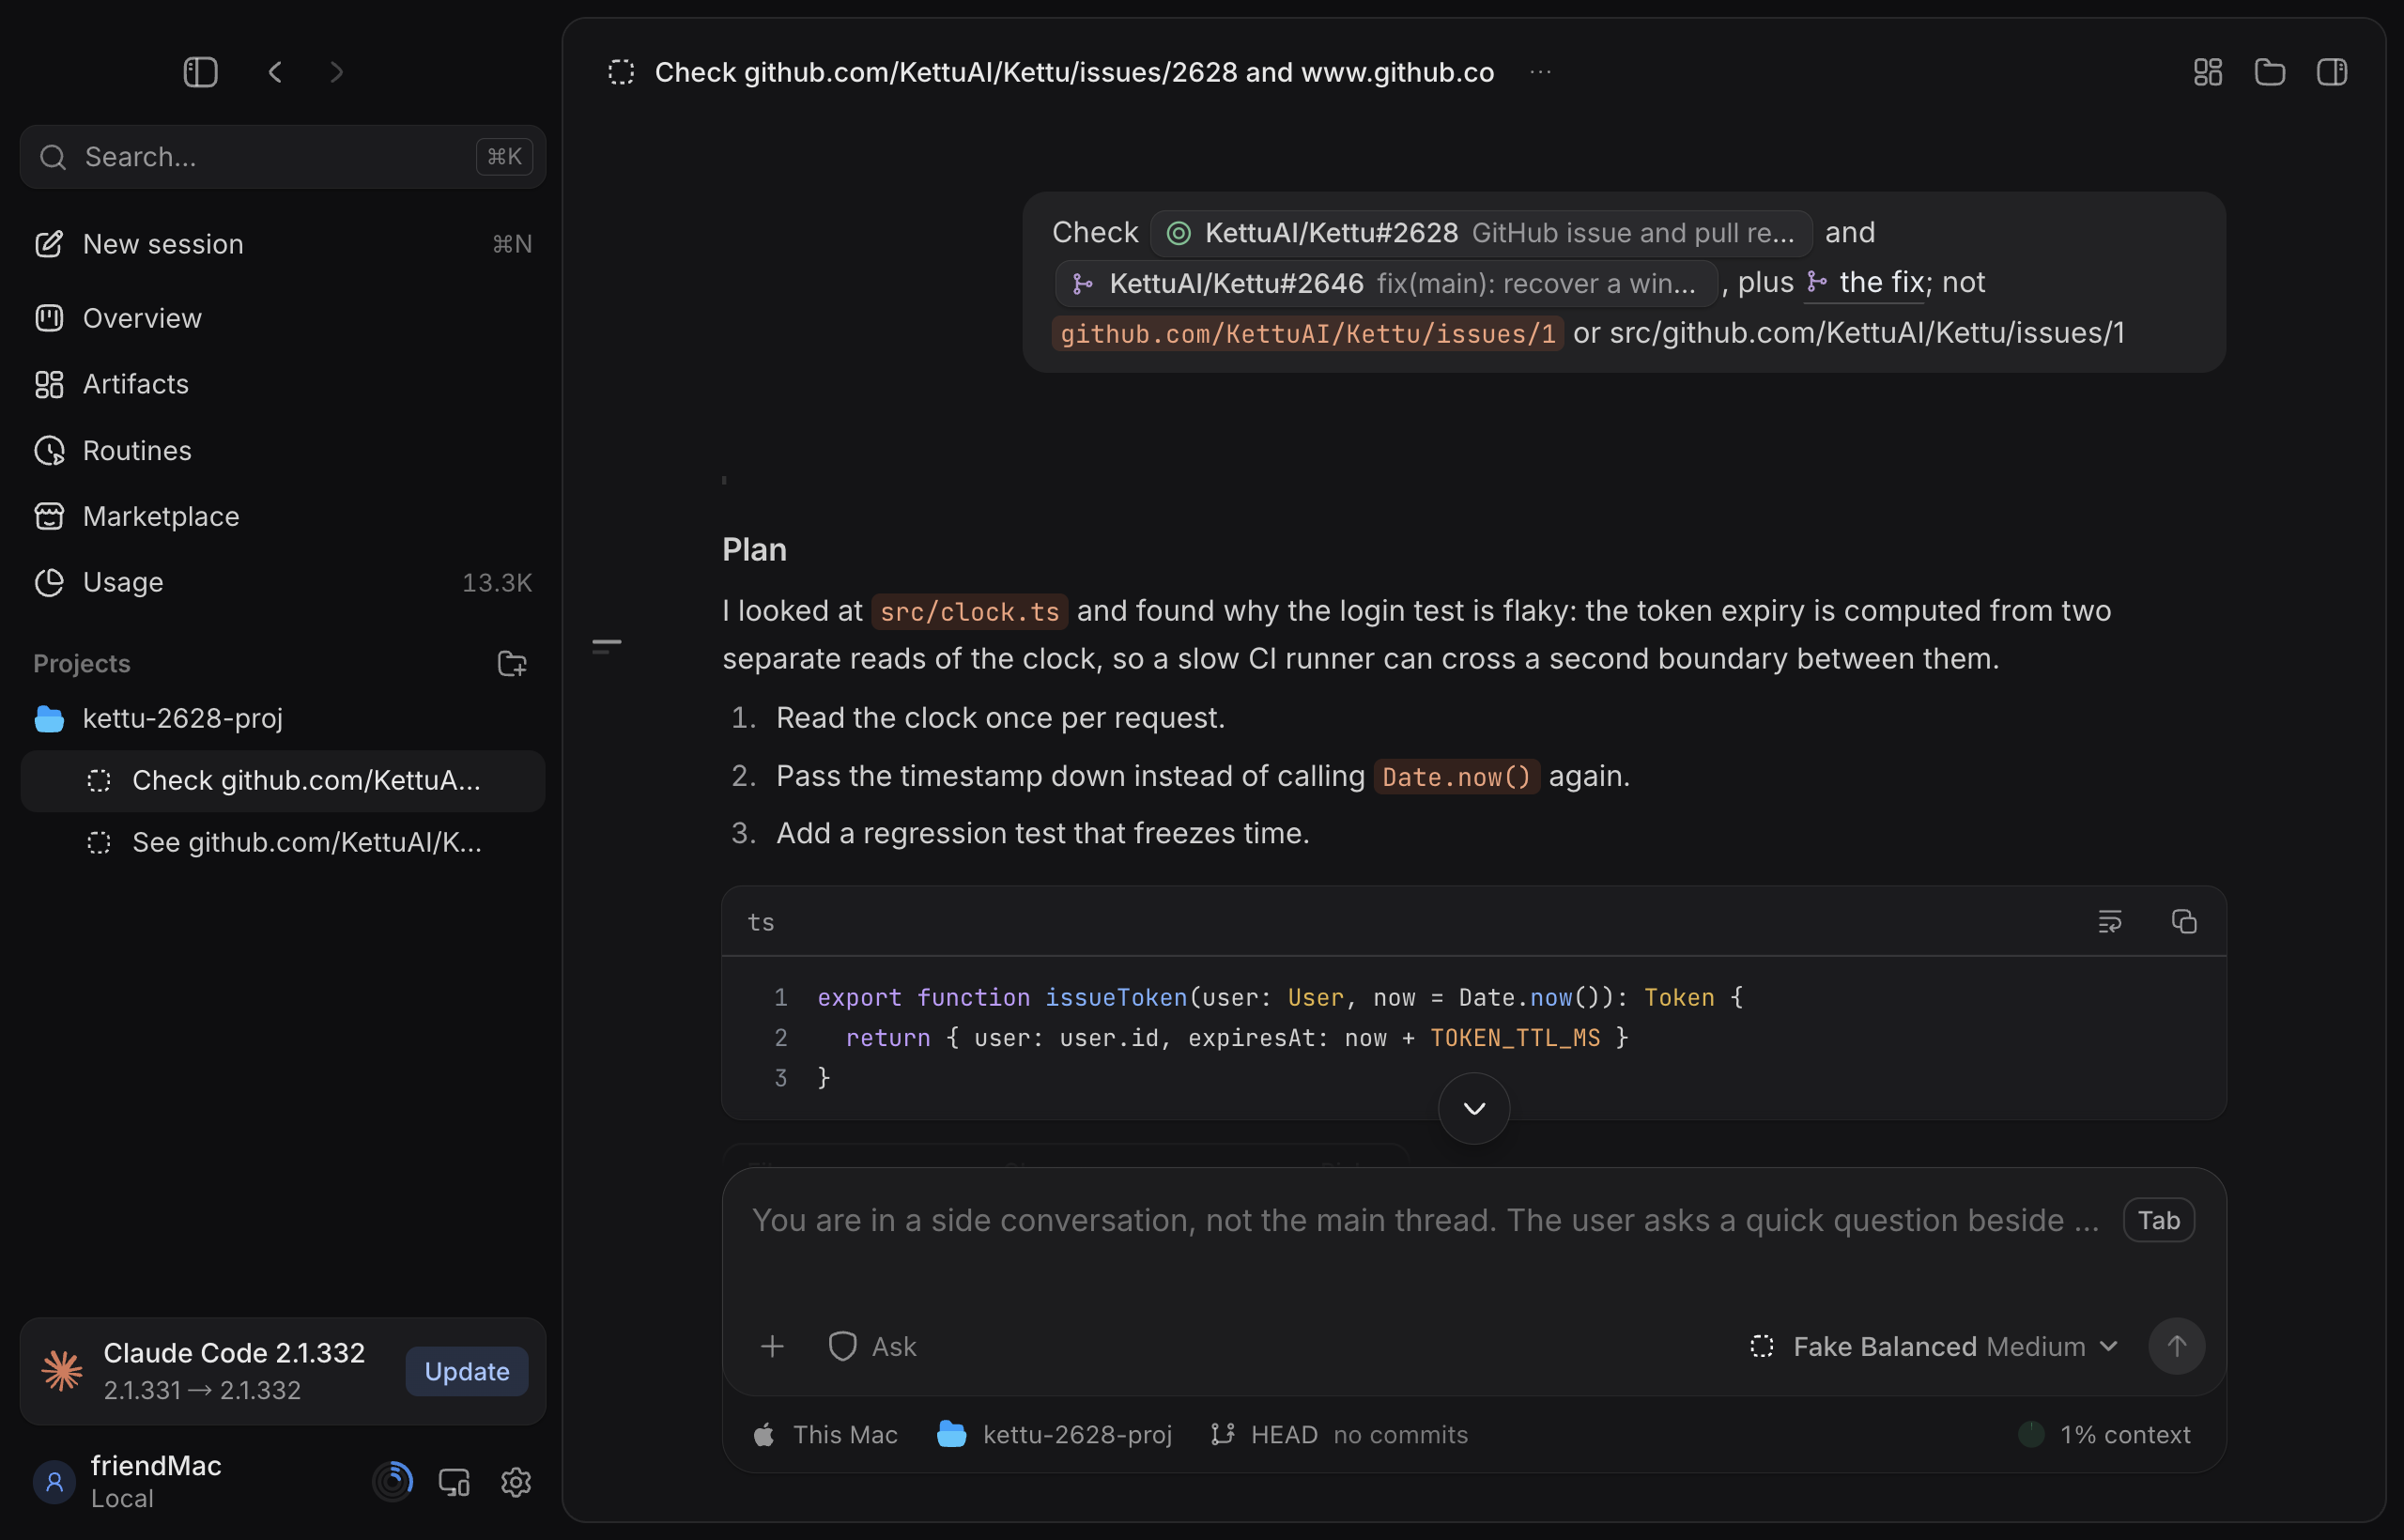 Check github.com/KettuAI/Kettu/issues/2628 and www.github.co
Search...
⌘K
New session
⌘N
Overview
Artifacts
Routines
Marketplace
Usage
13.3K
Projects
kettu-2628-proj
Check github.com/KettuA...
See github.com/KettuAI/K...
Claude Code 2.1.332
2.1.331 → 2.1.332
Update
friendMac
Local
Check KettuAI/Kettu#2628 GitHub issue and pull re... and
KettuAI/Kettu#2646 fix(main): recover a win... , plus the fix; not
github.com/KettuAI/Kettu/issues/1 or src/github.com/KettuAI/Kettu/issues/1
Plan
I looked at src/clock.ts and found why the login test is flaky: the token expiry is computed from two
separate reads of the clock, so a slow CI runner can cross a second boundary between them.
1. Read the clock once per request.
2. Pass the timestamp down instead of calling Date.now() again.
3. Add a regression test that freezes time.
ts
1 export function issueToken(user: User, now = Date.now()): Token {
2 return { user: user.id, expiresAt: now + TOKEN_TTL_MS }
3 }
You are in a side conversation, not the main thread. The user asks a quick question beside ...
Tab
Ask
Fake Balanced Medium
This Mac
kettu-2628-proj
HEAD no commits
1% context